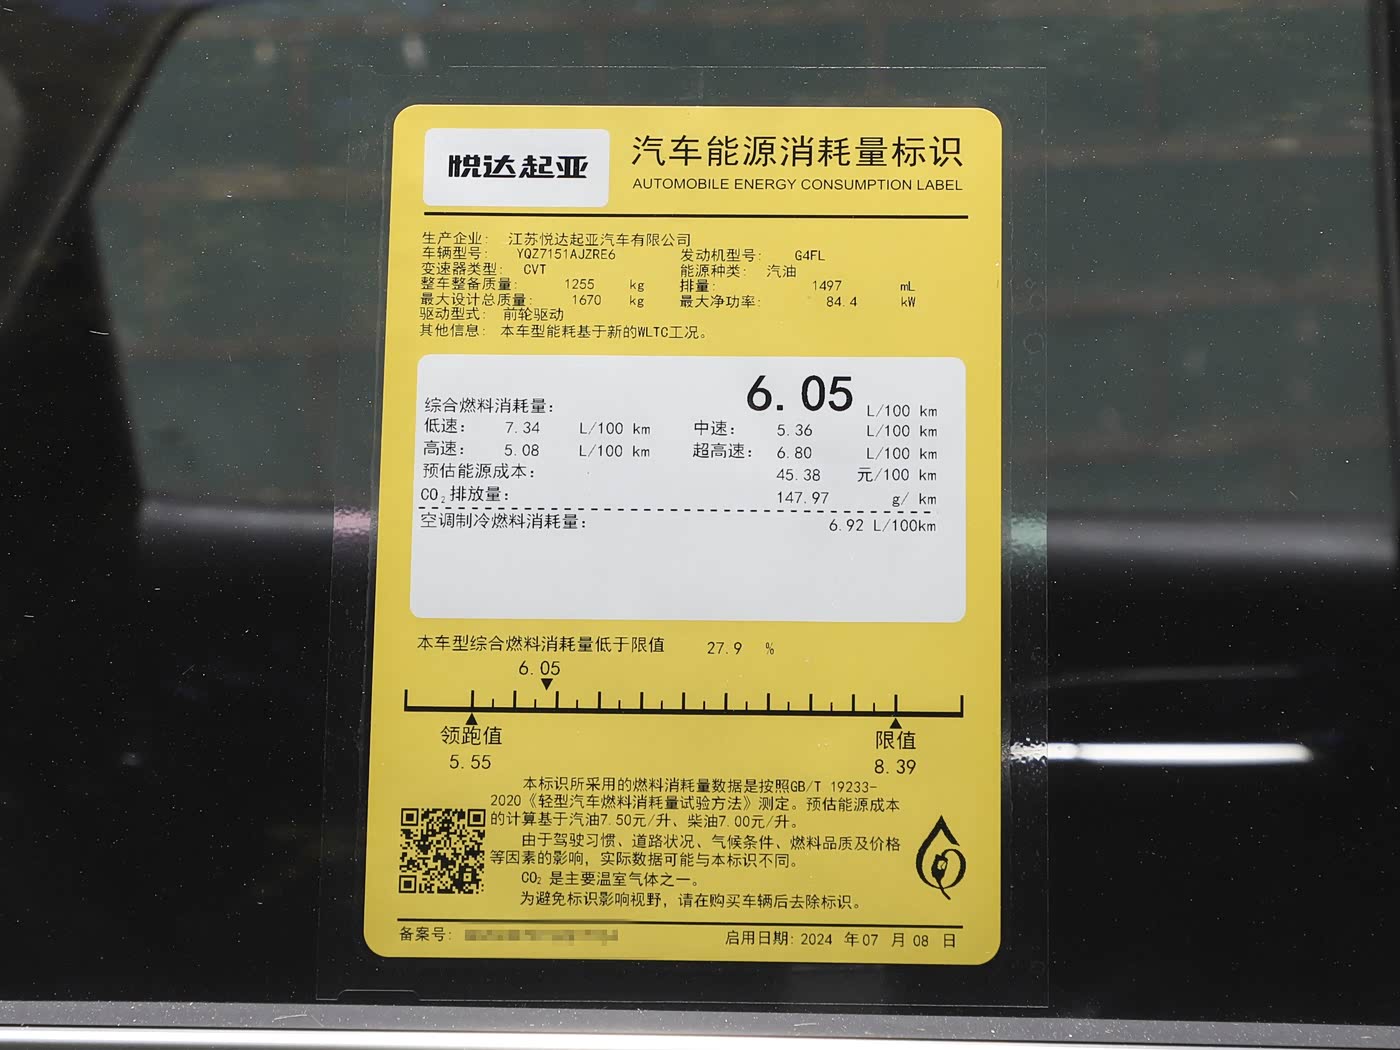 悦达起亚
汽车能源消耗量标识
AUTOMOBILE ENERGY CONSUMPTION LABEL
生产企业: 江苏悦达起亚汽车有限公司
车辆型号: YQZ7151AJZRE6 发动机型号: G4FL
变速器类型: CVT 能源种类: 汽油
整车整备质量: 1255 kg 排量: 1497 mL
最大设计总质量: 1670 kg 最大净功率: 84.4 kW
驱动型式: 前轮驱动
其他信息: 本车型能耗基于新的WLTC工况。
综合燃料消耗量: 6.05 L/100 km
低速: 7.34 L/100 km 中速: 5.36 L/100 km
高速: 5.08 L/100 km 超高速: 6.80 L/100 km
预估能源成本: 45.38 元/100 km
CO₂排放量: 147.97 g/ km
空调制冷燃料消耗量: 6.92 L/100km
本车型综合燃料消耗量低于限值 27.9 %
6.05
领跑值 限值
5.55 8.39
本标识所采用的燃料消耗量数据是按照GB/T 19233-
2020《轻型汽车燃料消耗量试验方法》测定。预估能源成本
的计算基于汽油7.50元/升、柴油7.00元/升。
由于驾驶习惯、道路状况、气候条件、燃料品质及价格
等因素的影响，实际数据可能与本标识不同。
CO₂ 是主要温室气体之一。
为避免标识影响视野，请在购买车辆后去除标识。
备案号: 启用日期: 2024 年07 月 08 日